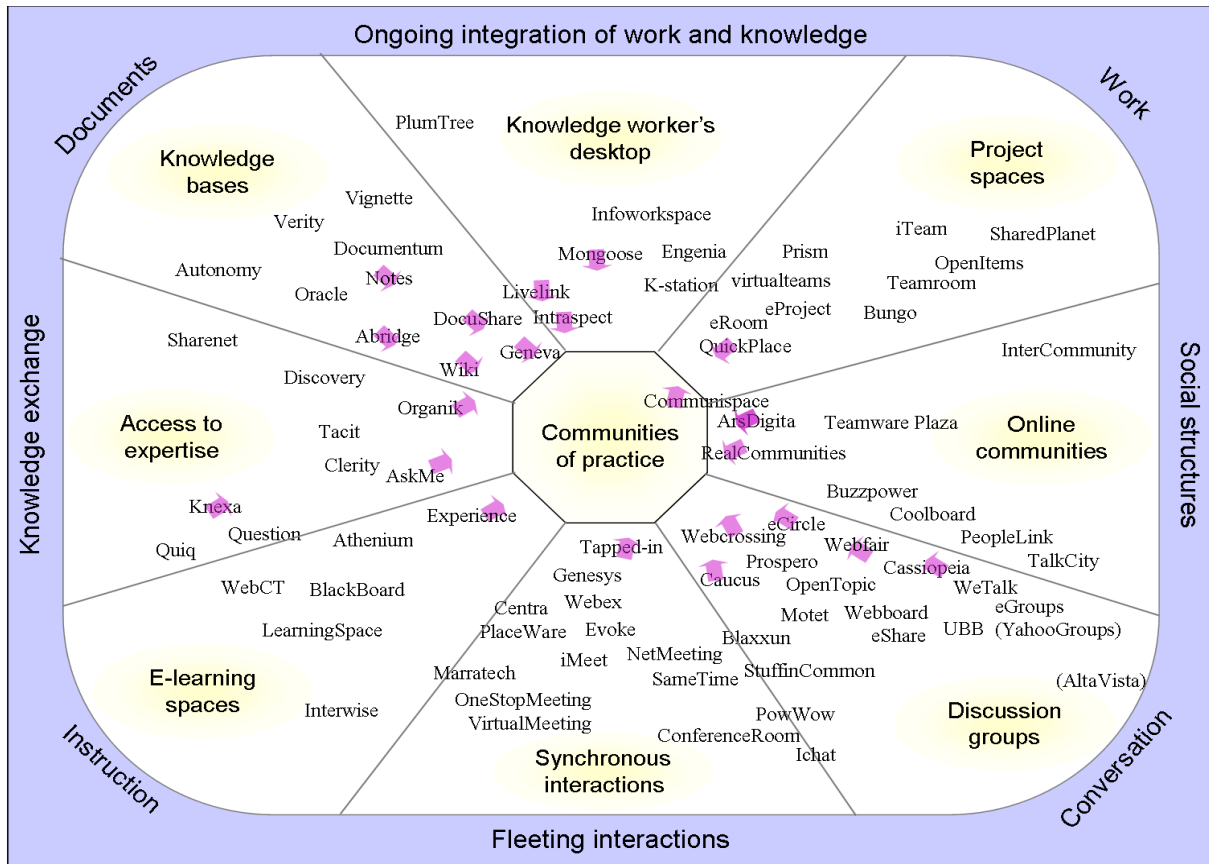 Ongoing integration of work and knowledge
Documents
Work
Knowledge exchange
Social structures
Instruction
Conversation
Fleeting interactions
Knowledge worker's
desktop
PlumTree
Infoworkspace
Mongoose
Engenia
K-station
Livelink
Intraspect
Knowledge
bases
Vignette
Verity
Documentum
Autonomy
Notes
Oracle
DocuShare
Abridge
Geneva
Wiki
Project
spaces
iTeam
SharedPlanet
Prism
OpenItems
virtualteams
Teamroom
eProject
Bungo
eRoom
QuickPlace
Access to
expertise
Sharenet
Discovery
Organik
Tacit
Clerity
AskMe
Knexa
Question
Quiq
Communities
of practice
Online
communities
InterCommunity
Communispace
ArsDigita
Teamware Plaza
RealCommunities
Buzzpower
Coolboard
PeopleLink
TalkCity
E-learning
spaces
Experience
Athenium
WebCT
BlackBoard
LearningSpace
Interwise
Synchronous
interactions
Tapped-in
Genesys
Centra
Webex
PlaceWare
Evoke
iMeet
NetMeeting
Marratech
SameTime
OneStopMeeting
VirtualMeeting
ConferenceRoom
Discussion
groups
eCircle
Webcrossing
Webfair
Prospero
Cassiopeia
Caucus
OpenTopic
WeTalk
Motet
Webboard
eGroups
eShare
UBB
(YahooGroups)
Blaxxun
StuffinCommon
(AltaVista)
PowWow
Ichat